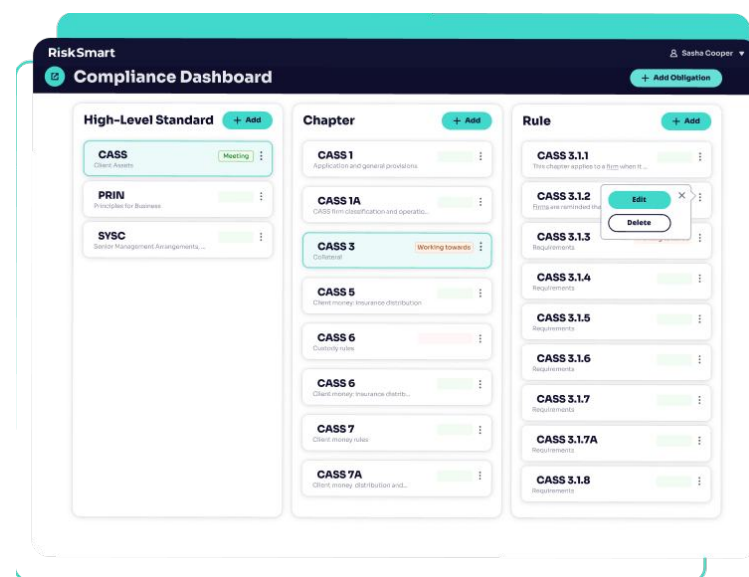 RiskSmart
Sasha Cooper
Compliance Dashboard
+ Add Obligation
High-Level Standard
+ Add
CASS
Client Assets
Meeting
PRIN
Principles for Business
SYSC
Senior Management Arrangements, ...
Chapter
+ Add
CASS 1
Application and general provisions
CASS 1A
CASS firm classification and operatio...
CASS 3
Collateral
Working towards
CASS 5
Client money: insurance distribution
CASS 6
Custody rules
CASS 6
Client money: insurance distrib...
CASS 7
Client money rules
CASS 7A
Client money distribution and...
Rule
+ Add
CASS 3.1.1
This chapter applies to a firm when it ...
CASS 3.1.2
Firms are reminded tha
Edit
Delete
CASS 3.1.3
Requirements
CASS 3.1.4
Requirements
CASS 3.1.5
Requirements
CASS 3.1.6
Requirements
CASS 3.1.7
Requirements
CASS 3.1.7A
Requirements
CASS 3.1.8
Requirements